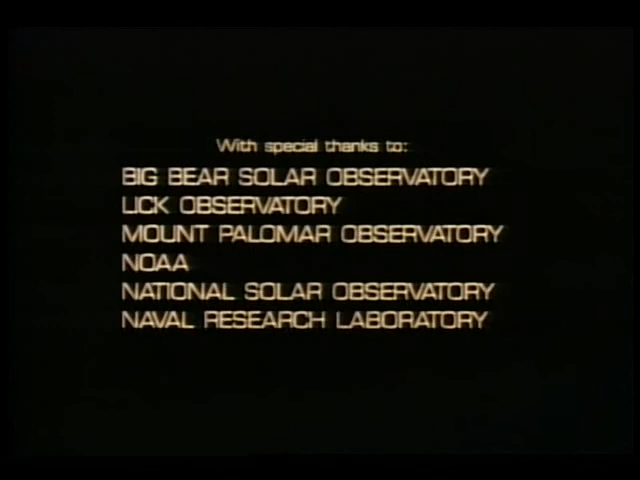 With special thanks to:
BIG BEAR SOLAR OBSERVATORY
LICK OBSERVATORY
MOUNT PALOMAR OBSERVATORY
NOAA
NATIONAL SOLAR OBSERVATORY
NAVAL RESEARCH LABORATORY